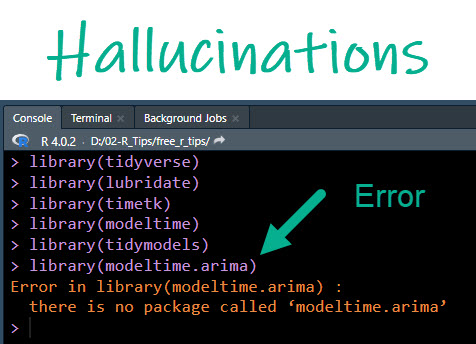 Hallucinations
Console Terminal × Background Jobs ×
R 4.0.2 · D:/02-R_Tips/free_r_tips/
> library(tidyverse)
> library(lubridate)
> library(timetk)
> library(modeltime)
> library(tidymodels)
> library(modeltime.arima)
Error
Error in library(modeltime.arima) :
there is no package called ‘modeltime.arima’
>